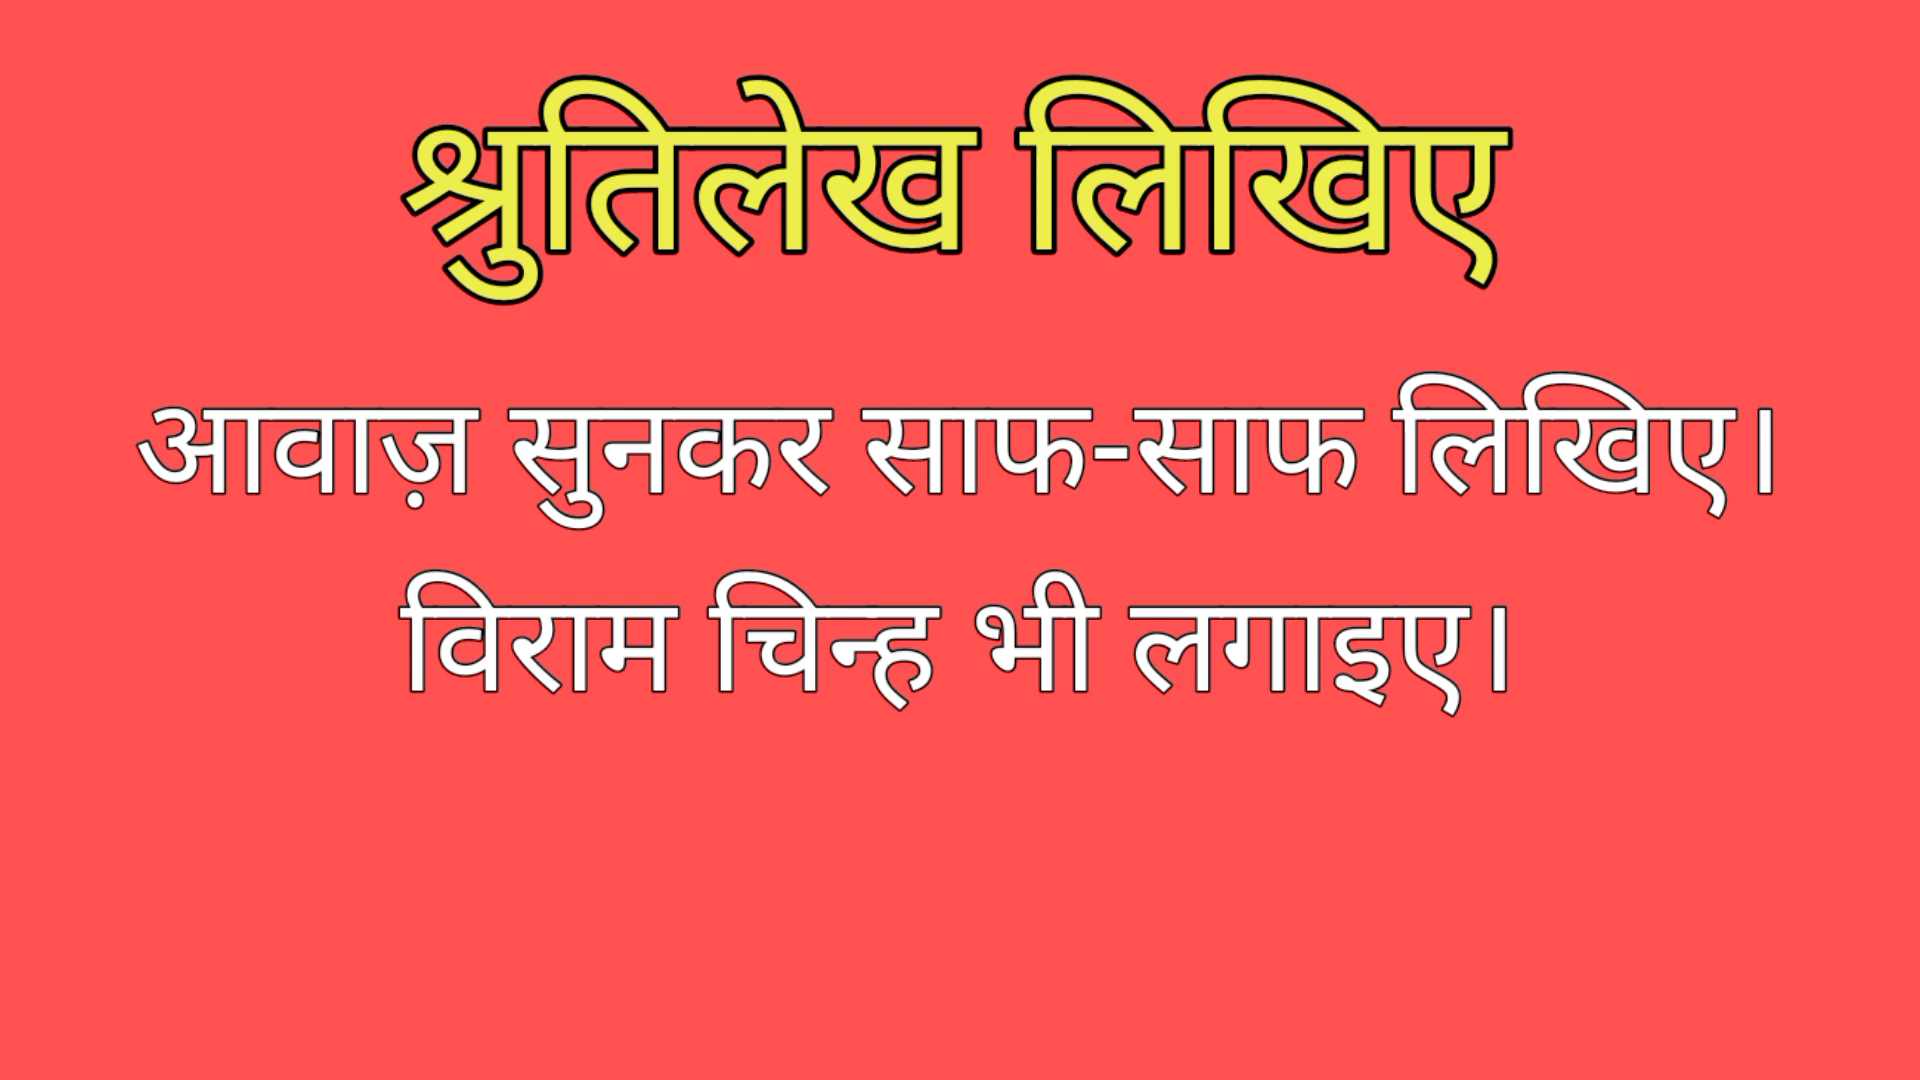 श्रुतिलेख लिखिए
आवाज़ सुनकर साफ-साफ लिखिए।
विराम चिन्ह भी लगाइए।